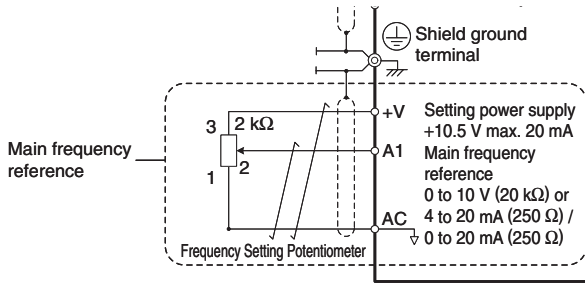 Shield ground
terminal
Main frequency
reference
3
2 kΩ
1
2
+V
A1
AC
Setting power supply
+10.5 V max. 20 mA
Main frequency
reference
0 to 10 V (20 kΩ) or
4 to 20 mA (250 Ω) /
0 to 20 mA (250 Ω)
Frequency Setting Potentiometer